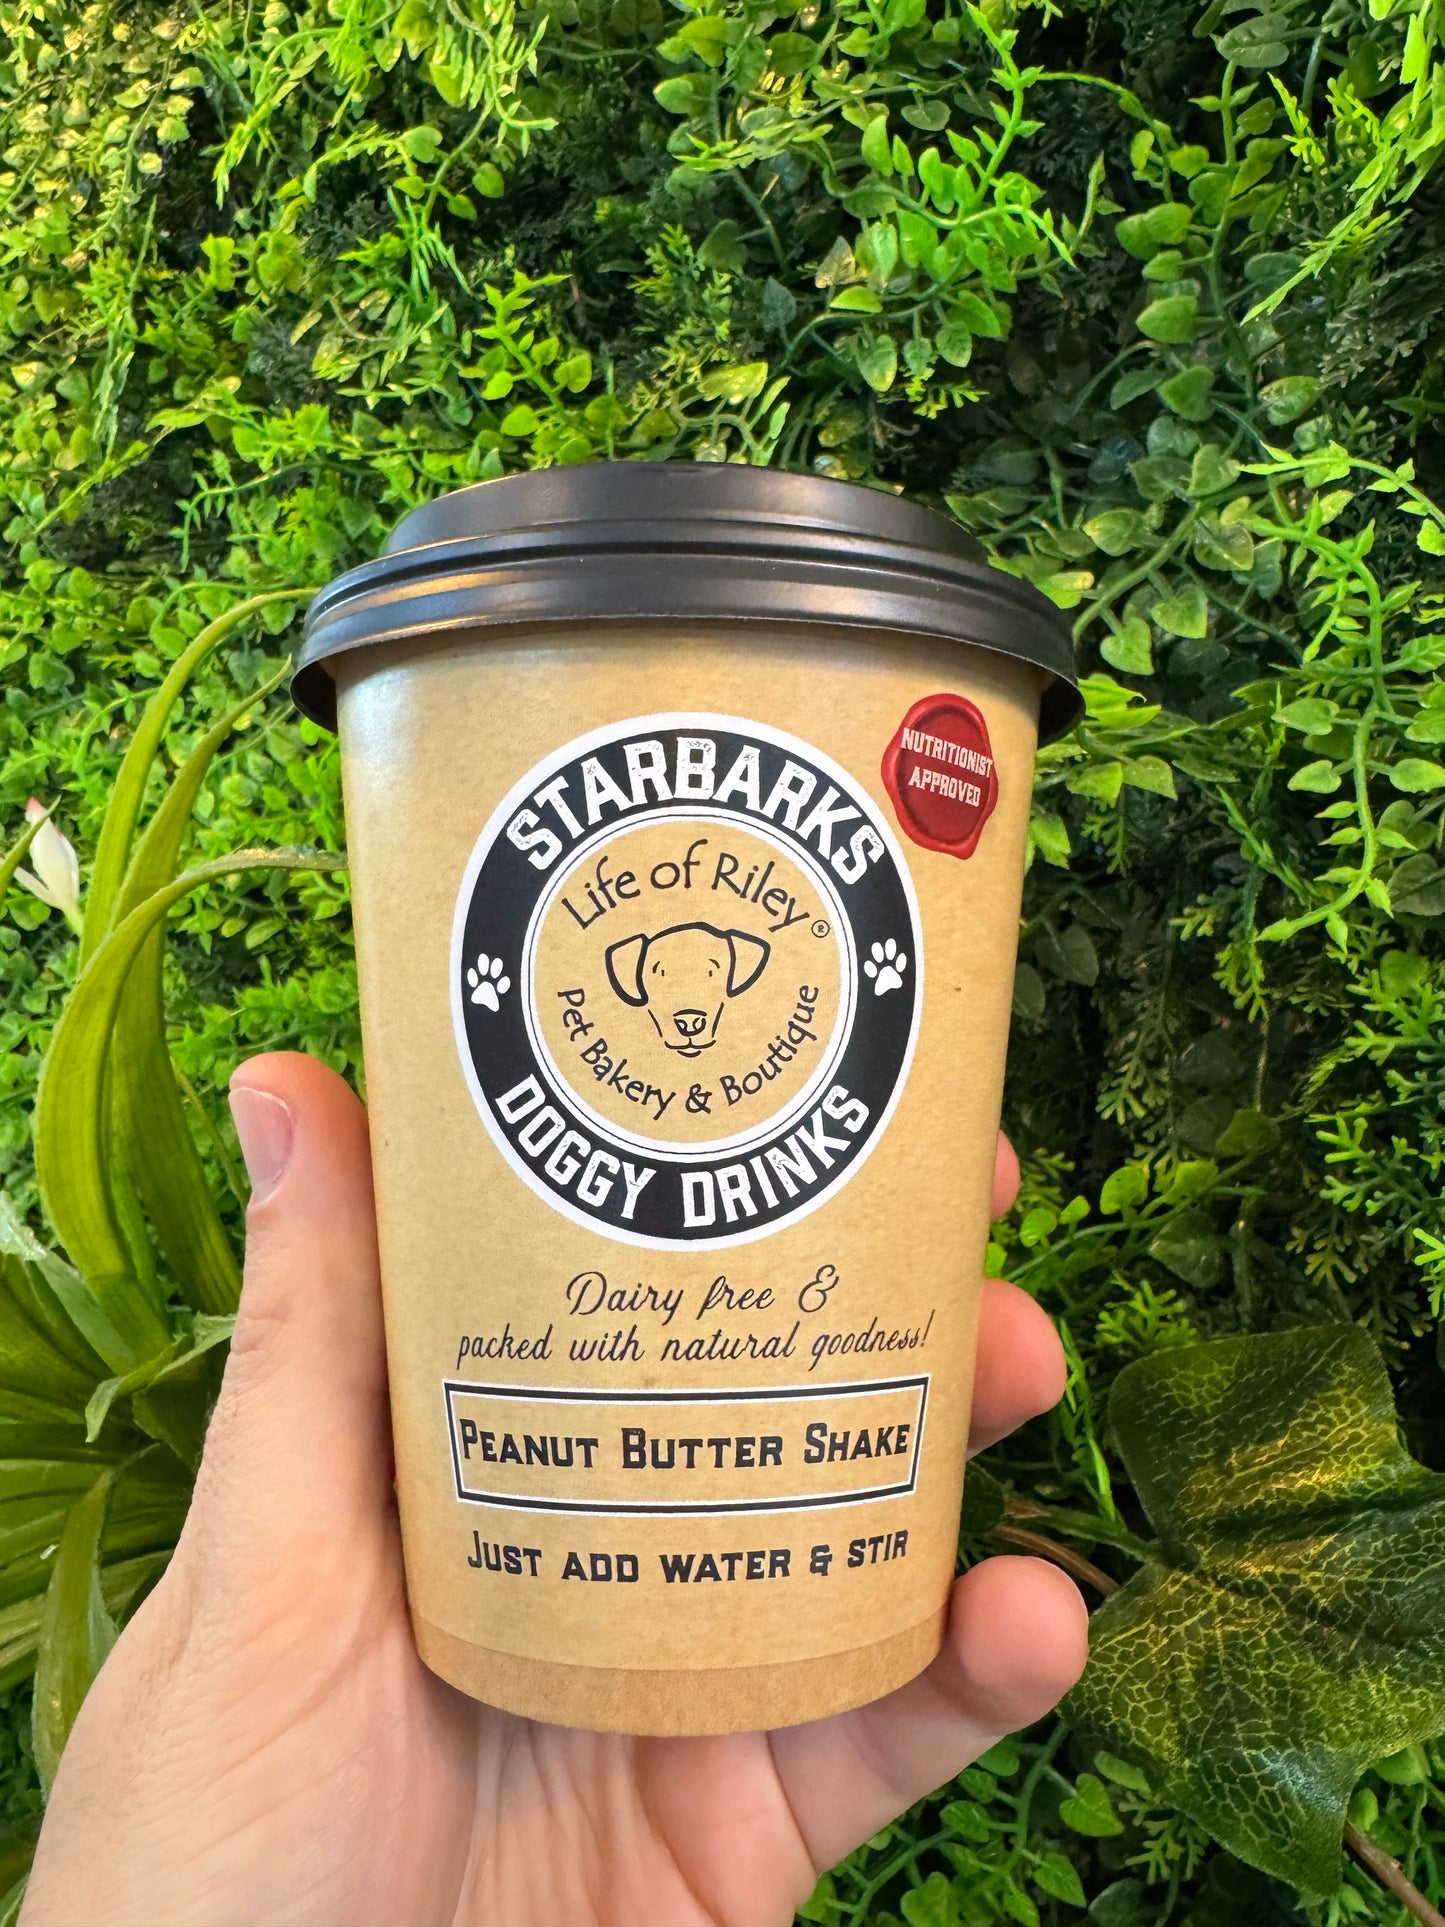 STARBARKS
Life of Riley®
Pet Bakery & Boutique
DOGGY DRINKS
NUTRITIONIST
APPROVED
Dairy free &
packed with natural goodness!
PEANUT BUTTER SHAKE
JUST ADD WATER & STIR